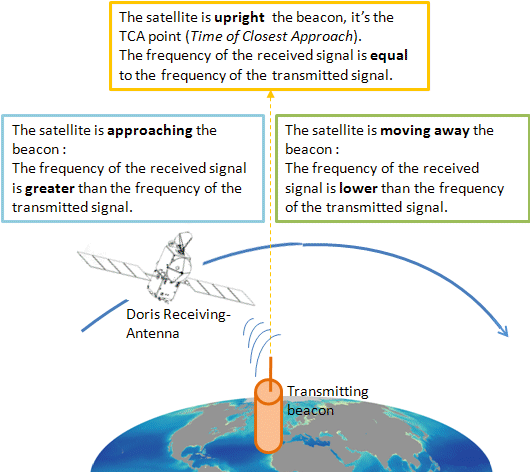 The satellite is upright the beacon, it's the
TCA point (Time of Closest Approach).
The frequency of the received signal is equal
to the frequency of the transmitted signal.
The satellite is approaching the
beacon :
The frequency of the received signal
is greater than the frequency of the
transmitted signal.
The satellite is moving away the
beacon :
The frequency of the received
signal is lower than the frequency
of the transmitted signal.
Doris Receiving-
Antenna
Transmitting
beacon